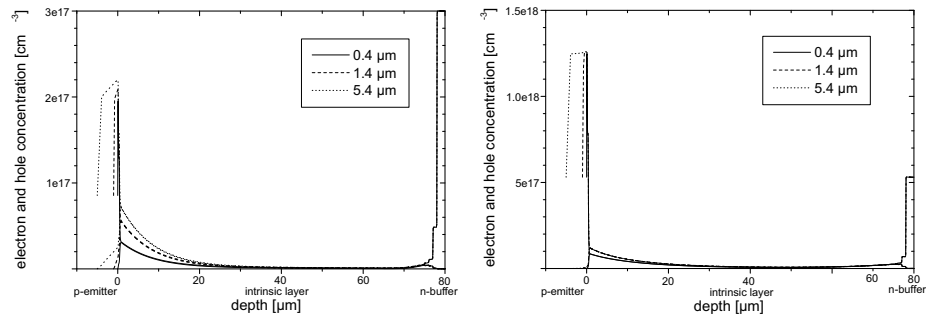 electron and hole concentration [cm⁻³]
3e17
2e17
1e17
0.4 µm
1.4 µm
5.4 µm
0
20
40
60
80
p-emitter
intrinsic layer
n-buffer
depth [µm]
electron and hole concentration [cm⁻³]
1.5e18
1.0e18
5e17
0.4 µm
1.4 µm
5.4 µm
0
20
40
60
80
p-emitter
intrinsic layer
n-buffer
depth [µm]